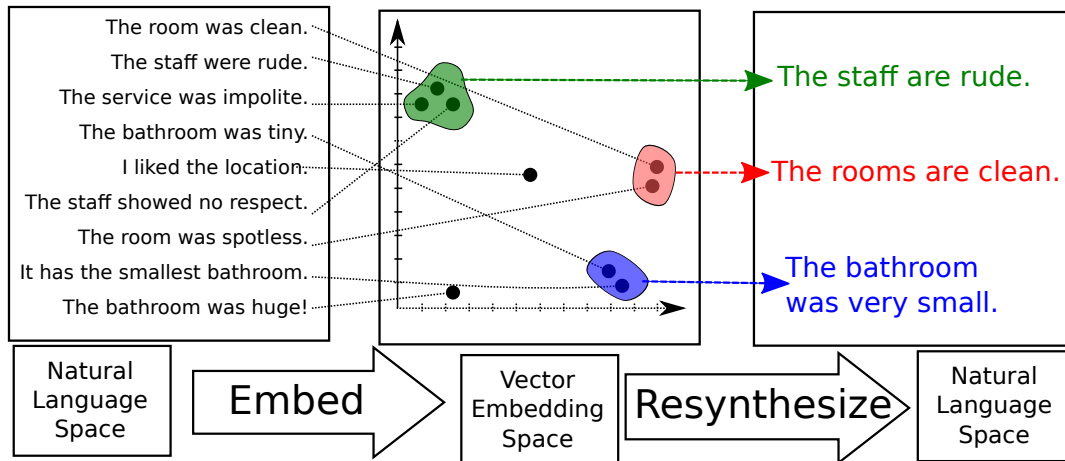 The room was clean.
The staff were rude.
The service was impolite.
The bathroom was tiny.
I liked the location.
The staff showed no respect.
The room was spotless.
It has the smallest bathroom.
The bathroom was huge!
The staff are rude.
The rooms are clean.
The bathroom
was very small.
Natural
Language
Space
Embed
Vector
Embedding
Space
Resynthesize
Natural
Language
Space